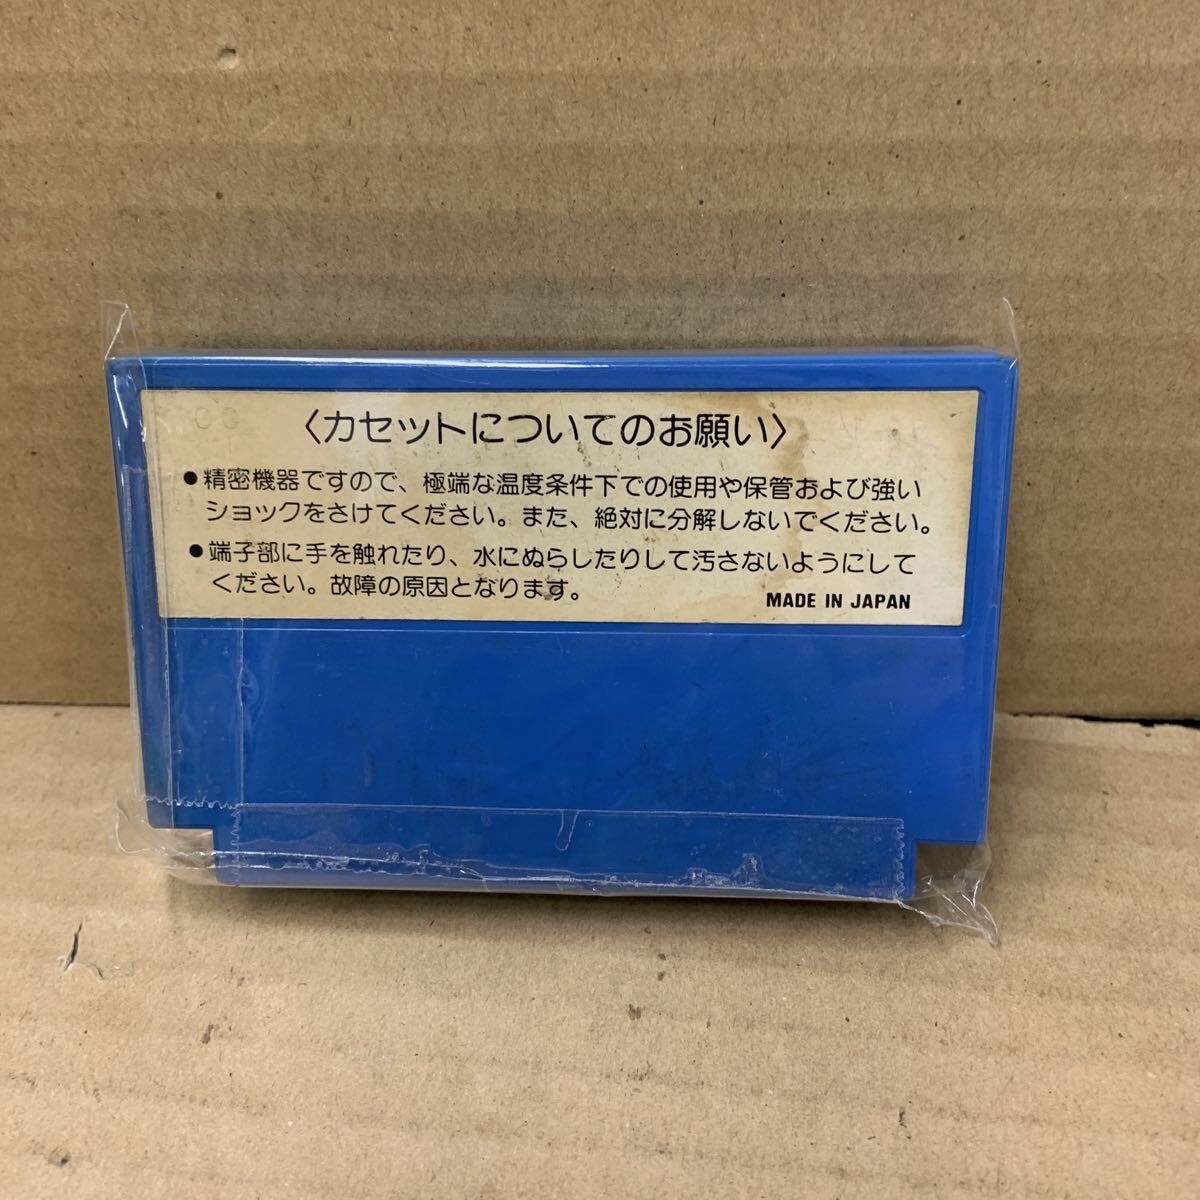 〈カセットについてのお願い〉
●精密機器ですので、極端な温度条件下での使用や保管および強い
ショックをさけてください。また、絶対に分解しないでください。
●端子部に手を触れたり、水にぬらしたりして汚さないようにして
ください。故障の原因となります。
MADE IN JAPAN